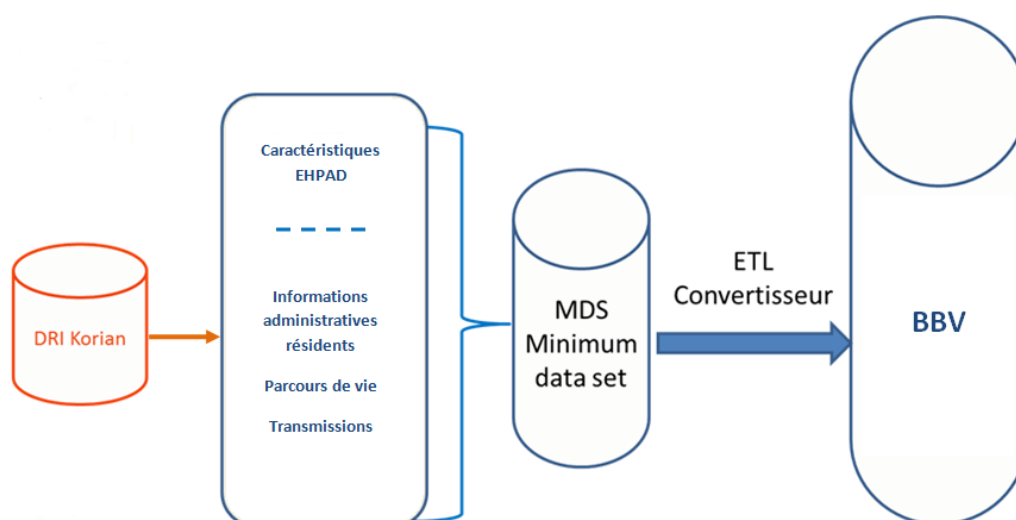 DRI Korian
Caractéristiques
EHPAD
Informations
administratives
résidents
Parcours de vie
Transmissions
MDS
Minimum
data set
ETL
Convertisseur
BBV